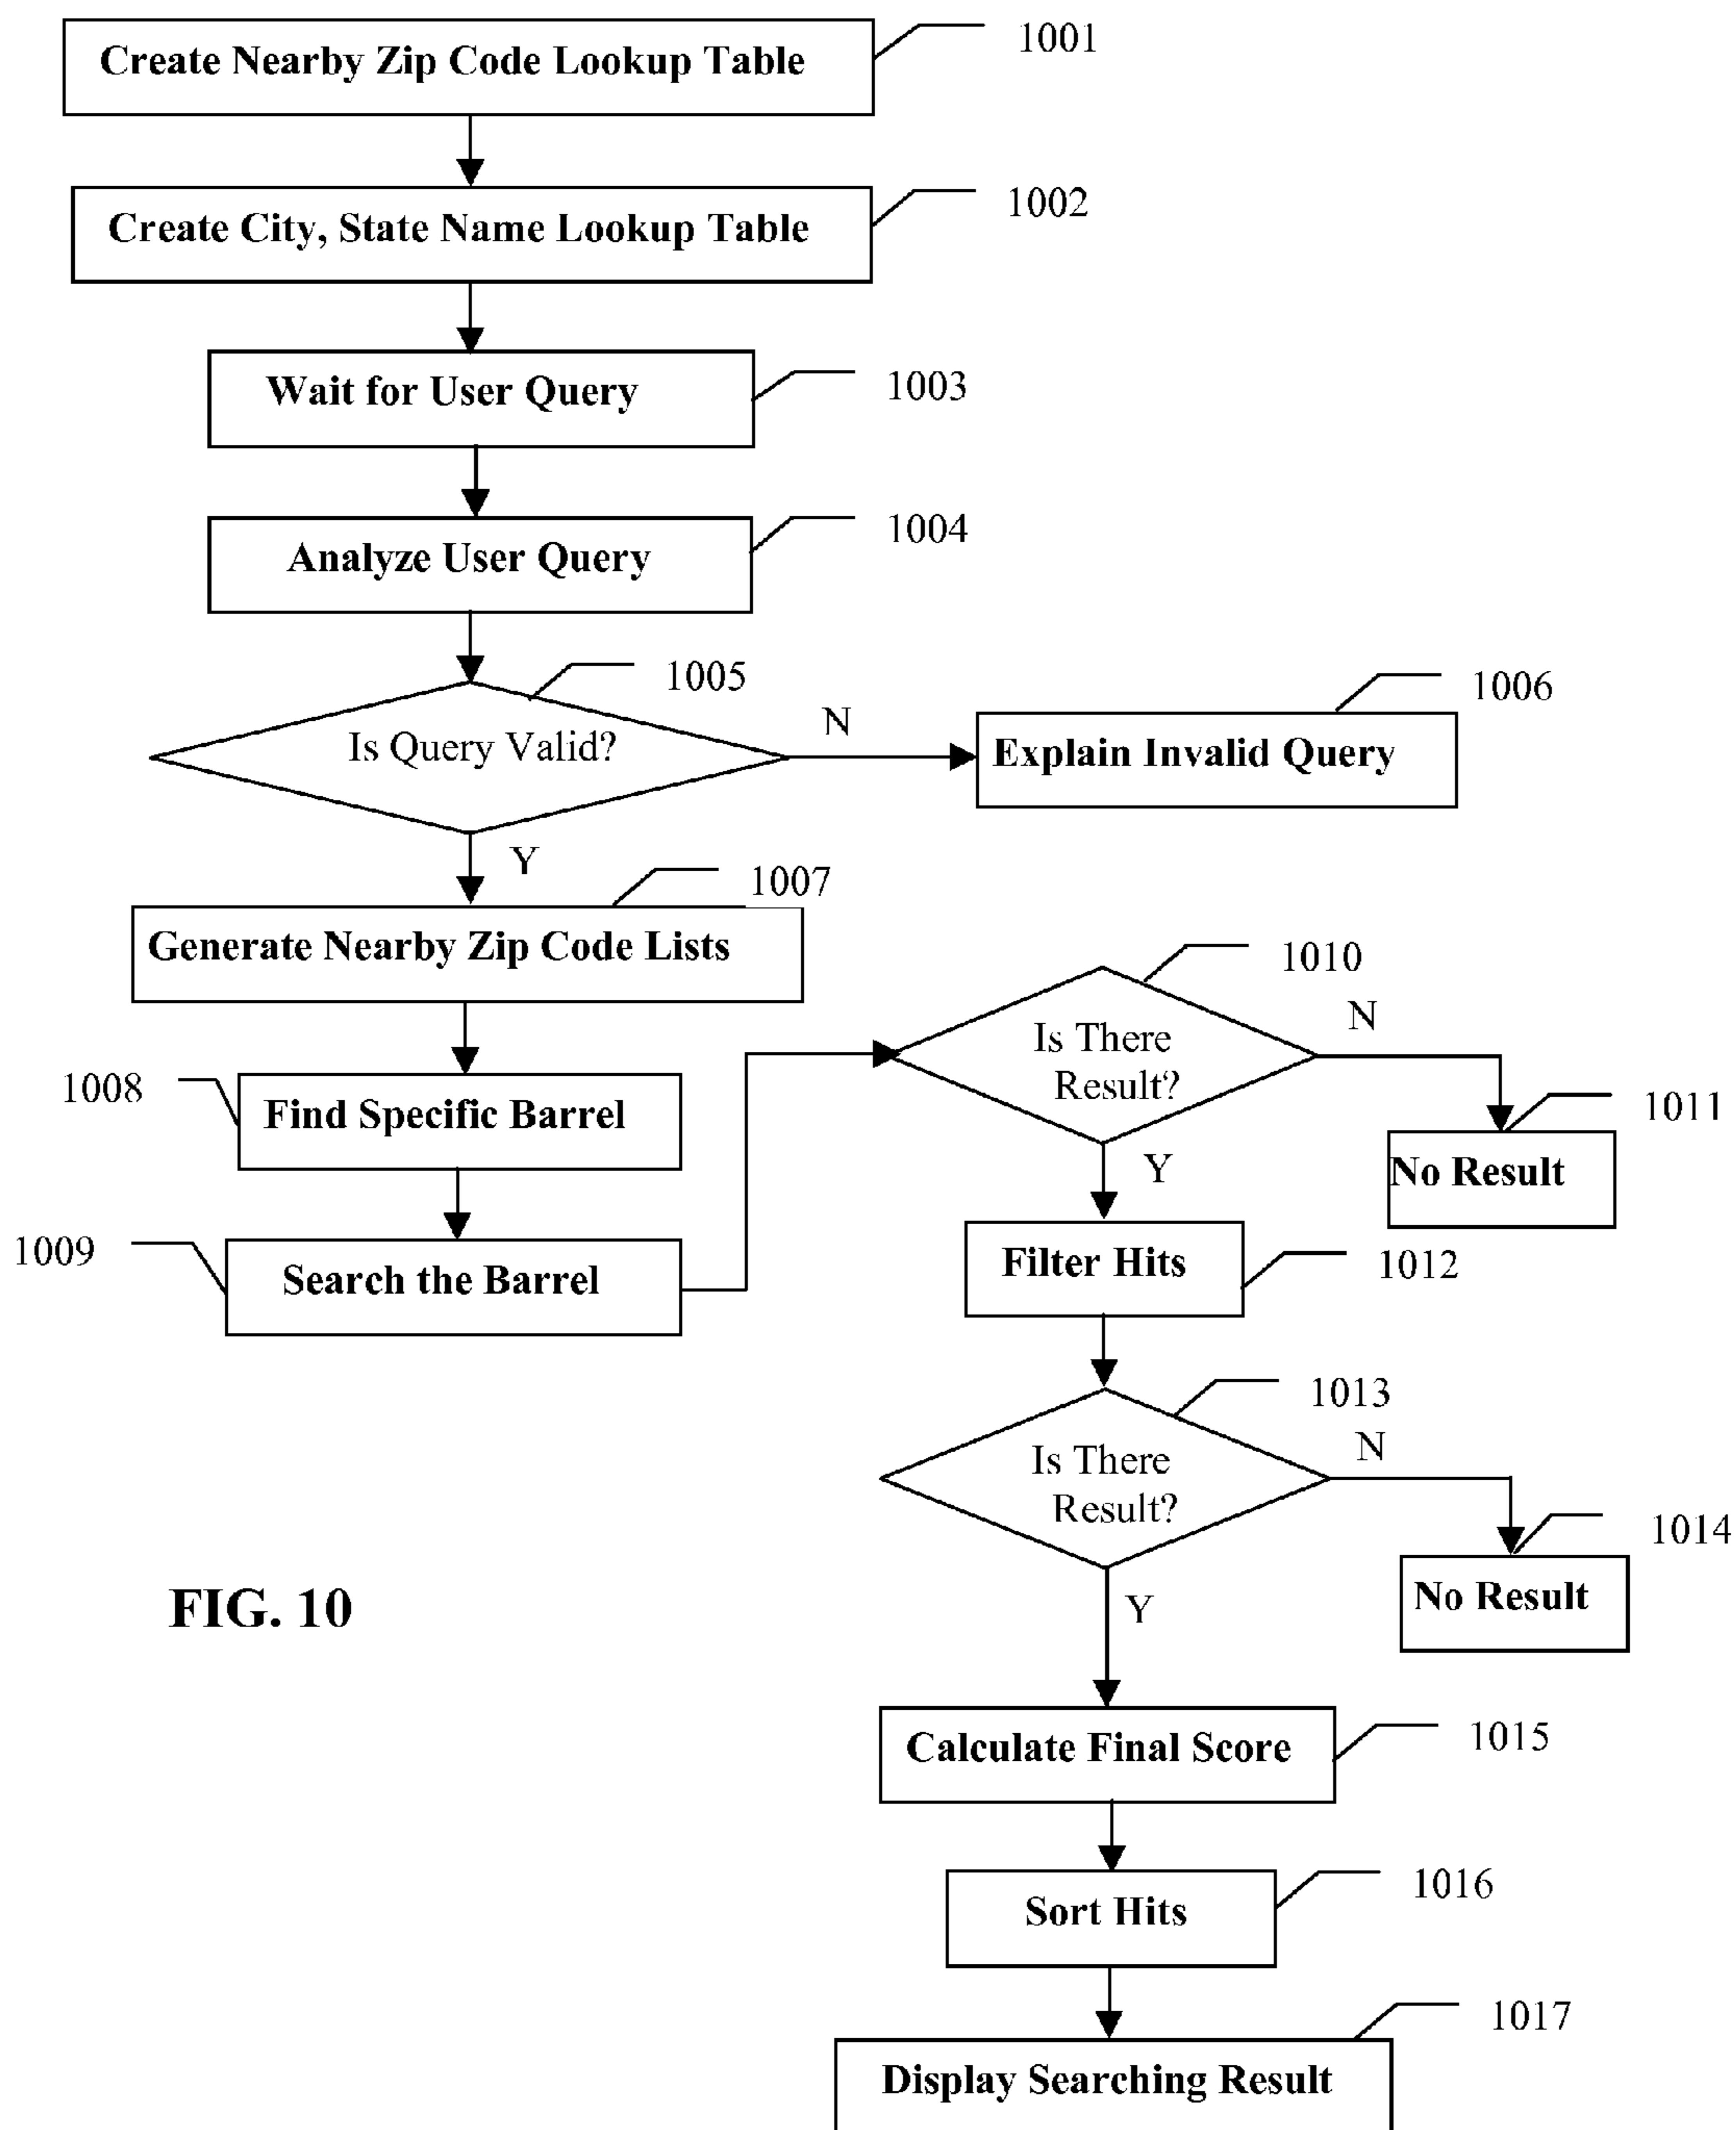 Create Nearby Zip Code Lookup Table
1001
Create City, State Name Lookup Table
1002
Wait for User Query
1003
Analyze User Query
1004
1005
Is Query Valid?
N
1006
Explain Invalid Query
Y
1007
Generate Nearby Zip Code Lists
1008
Find Specific Barrel
1009
Search the Barrel
1010
Is There
Result?
N
1011
No Result
Y
Filter Hits
1012
1013
Is There
Result?
N
1014
No Result
Y
FIG. 10
Calculate Final Score
1015
Sort Hits
1016
1017
Display Searching Result